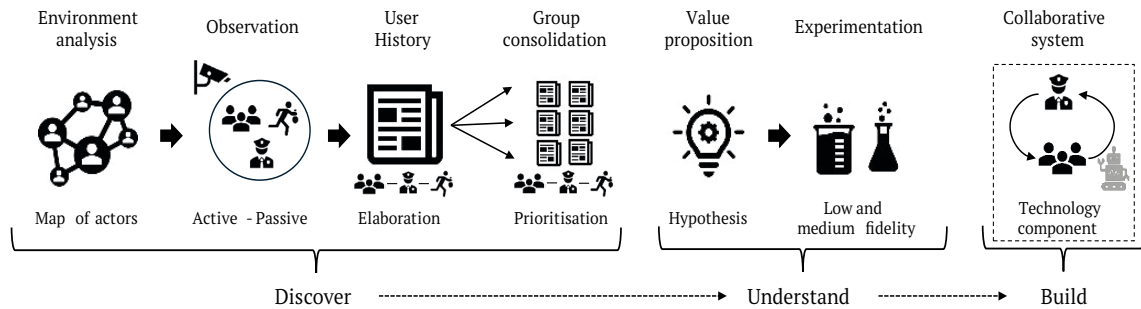 Environment
analysis
Observation
User
History
Group
consolidation
Value
proposition
Experimentation
Collaborative
system
Map of actors
Active - Passive
Elaboration
Prioritisation
Hypothesis
Low and
medium fidelity
Technology
component
Discover
Understand
Build